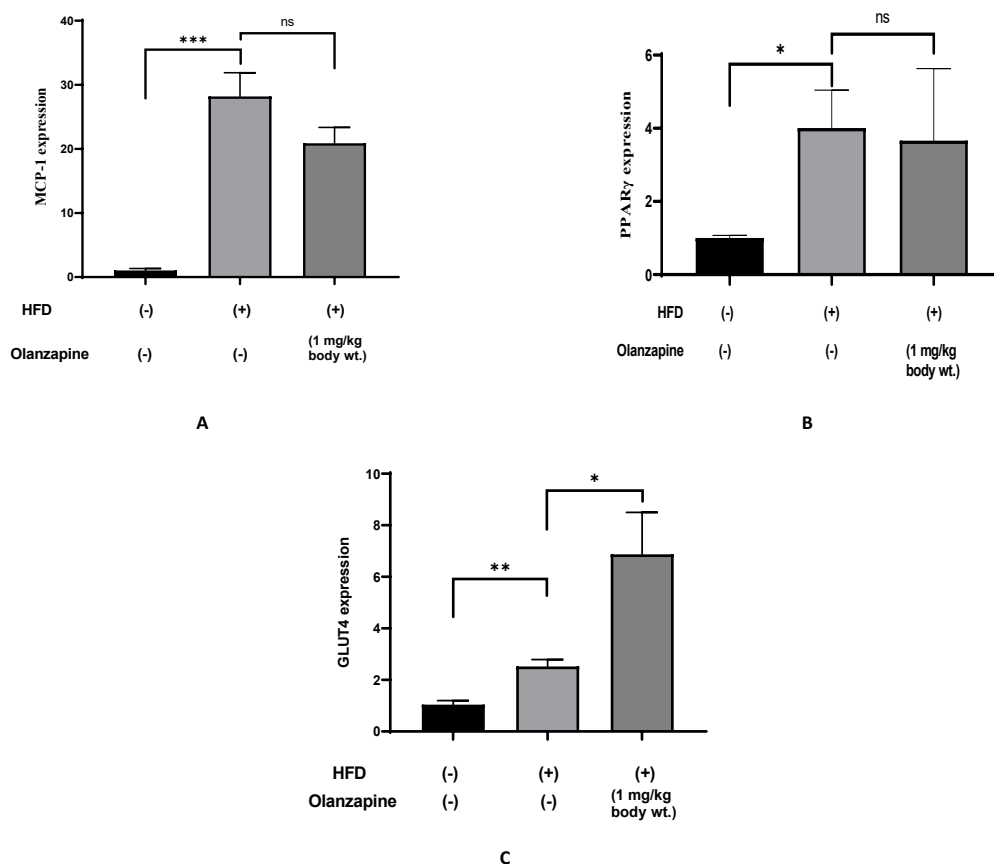 ***
ns
MCP-1 expression
40
30
20
10
0
HFD (-) (+) (+)
Olanzapine (-) (-) (1 mg/kg
body wt.)
A
*
ns
PPARγ expression
6
4
2
0
HFD (-) (+) (+)
Olanzapine (-) (-) (1 mg/kg
body wt.)
B
**
*
GLUT4 expression
10
8
6
4
2
0
HFD (-) (+) (+)
Olanzapine (-) (-) (1 mg/kg
body wt.)
C